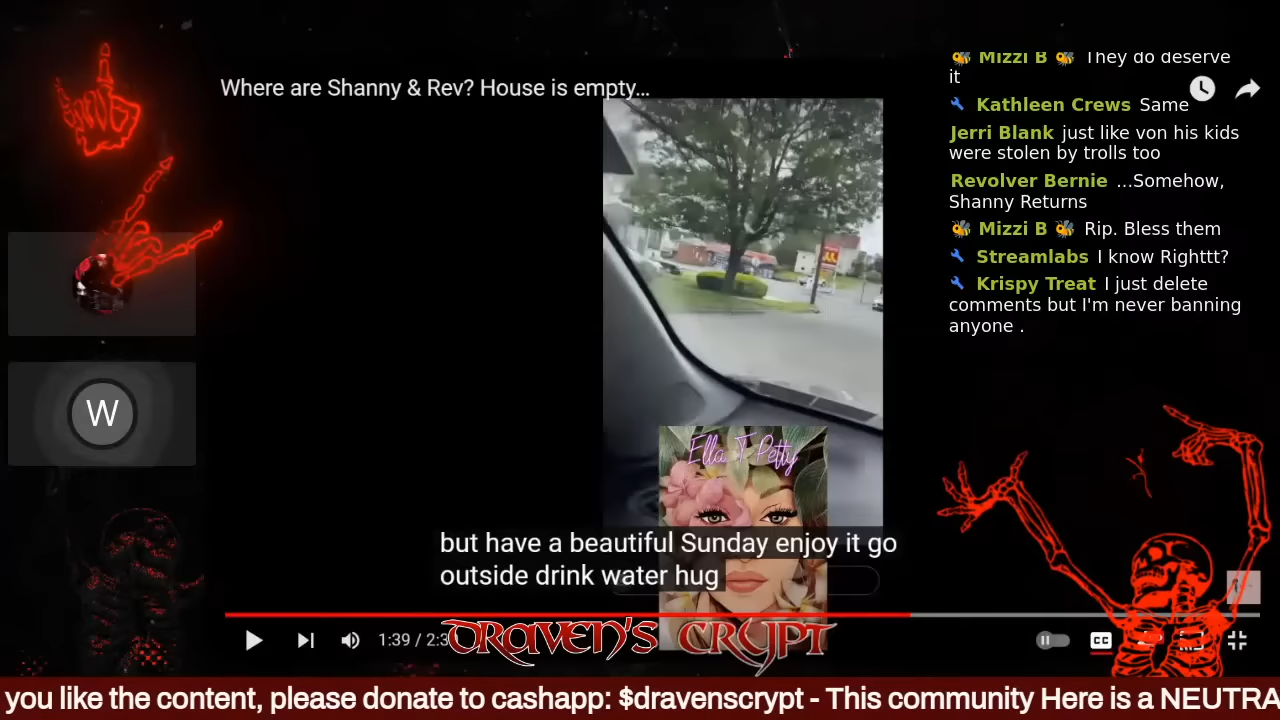 Where are Shanny & Rev? House is empty...
Mizzi B They do deserve
it
Kathleen Crews Same
Jerri Blank just like von his kids
were stolen by trolls too
Revolver Bernie ...Somehow,
Shanny Returns
Mizzi B Rip. Bless them
Streamlabs I know Righttt?
Krispy Treat I just delete
comments but I'm never banning
anyone .
W
Ella T Petty
but have a beautiful Sunday enjoy it go
outside drink water hug
1:39 / 2:3
CC
DRAVEN'S CRYPT
you like the content, please donate to cashapp: $dravenscrypt - This community Here is a NEUTRA